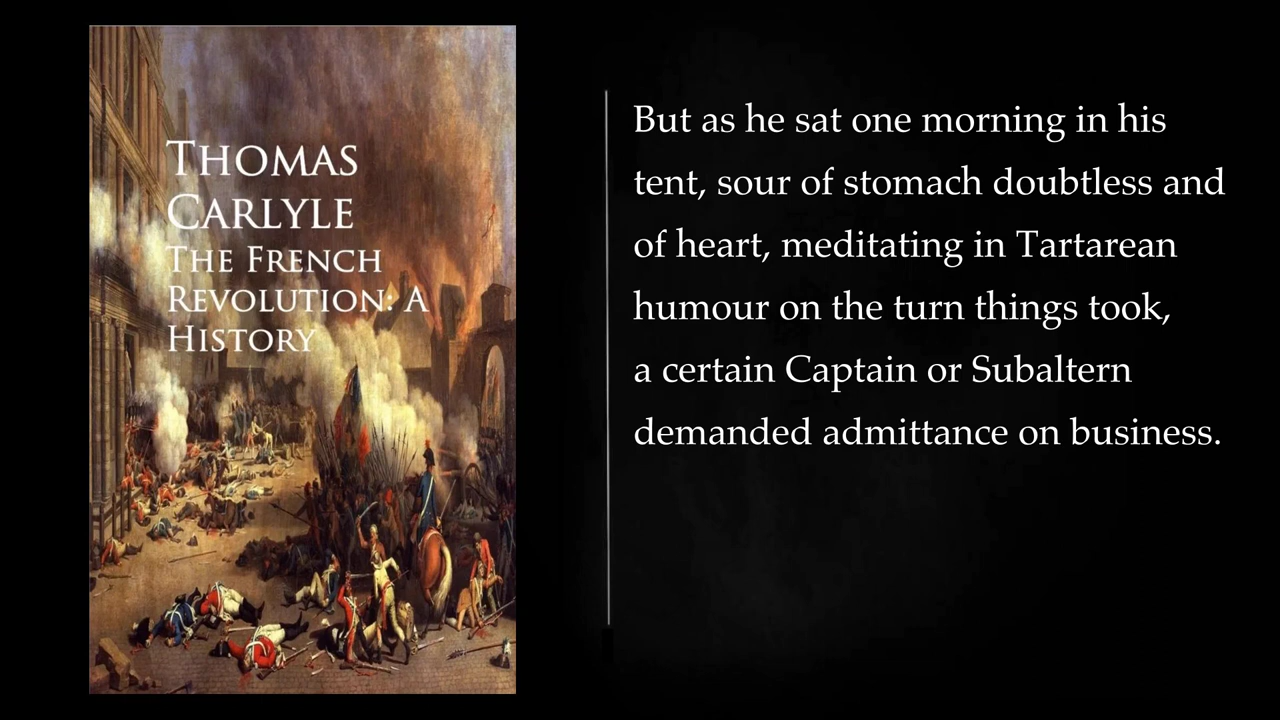 THOMAS
CARLYLE
THE FRENCH
REVOLUTION: A
HISTORY
But as he sat one morning in his
tent, sour of stomach doubtless and
of heart, meditating in Tartarean
humour on the turn things took,
a certain Captain or Subaltern
demanded admittance on business.